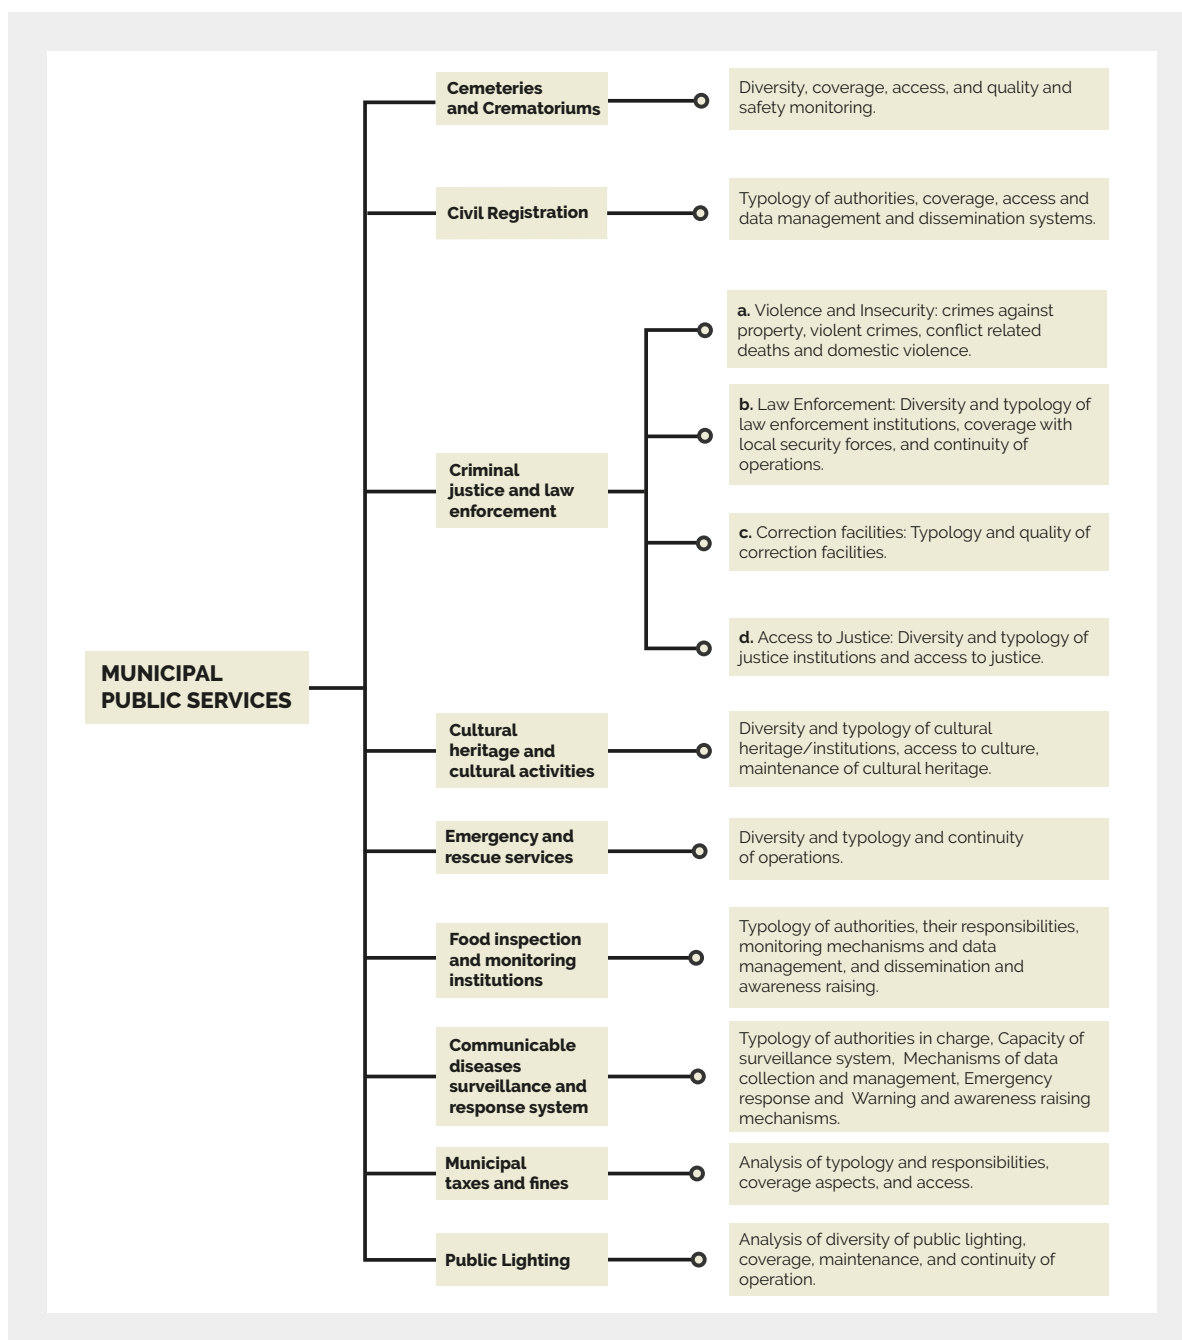 Cemeteries
and Crematoriums
Diversity, coverage, access, and quality and
safety monitoring.
Civil Registration
Typology of authorities, coverage, access and
data management and dissemination systems.
Criminal
justice and law
enforcement
a. Violence and Insecurity: crimes against
property, violent crimes, conflict related
deaths and domestic violence.
b. Law Enforcement: Diversity and typology of
law enforcement institutions, coverage with
local security forces, and continuity of
operations.
c. Correction facilities: Typology and quality of
correction facilities.
d. Access to Justice: Diversity and typology of
justice institutions and access to justice.
MUNICIPAL
PUBLIC SERVICES
Cultural
heritage and
cultural activities
Diversity and typology of cultural
heritage/institutions, access to culture,
maintenance of cultural heritage.
Emergency and
rescue services
Diversity and typology and continuity
of operations.
Food inspection
and monitoring
institutions
Typology of authorities, their responsibilities,
monitoring mechanisms and data
management, and dissemination and
awareness raising.
Communicable
diseases
surveillance and
response system
Typology of authorities in charge, Capacity of
surveillance system,  Mechanisms of data
collection and management, Emergency
response and  Warning and awareness raising
mechanisms.
Municipal
taxes and fines
Analysis of typology and responsibilities,
coverage aspects, and access.
Public Lighting
Analysis of diversity of public lighting,
coverage, maintenance, and continuity of
operation.